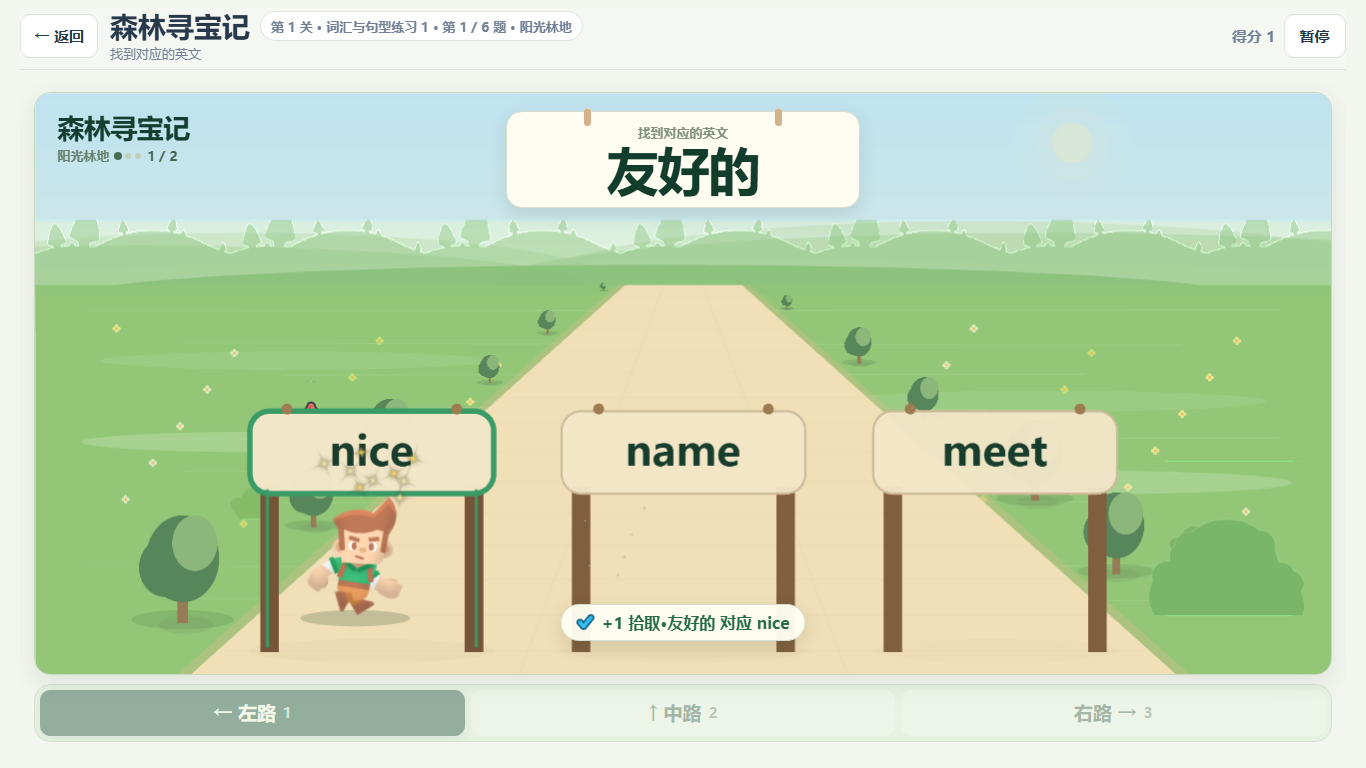 ← 返回
森林寻宝记
第 1 关 • 词汇与句型练习 1 • 第 1 / 6 题 • 阳光林地
找到对应的英文
得分 1
暂停
森林寻宝记
阳光林地 1 / 2
找到对应的英文
友好的
nice
name
meet
+1 拾取•友好的 对应 nice
← 左路 1
↑ 中路 2
右路 → 3